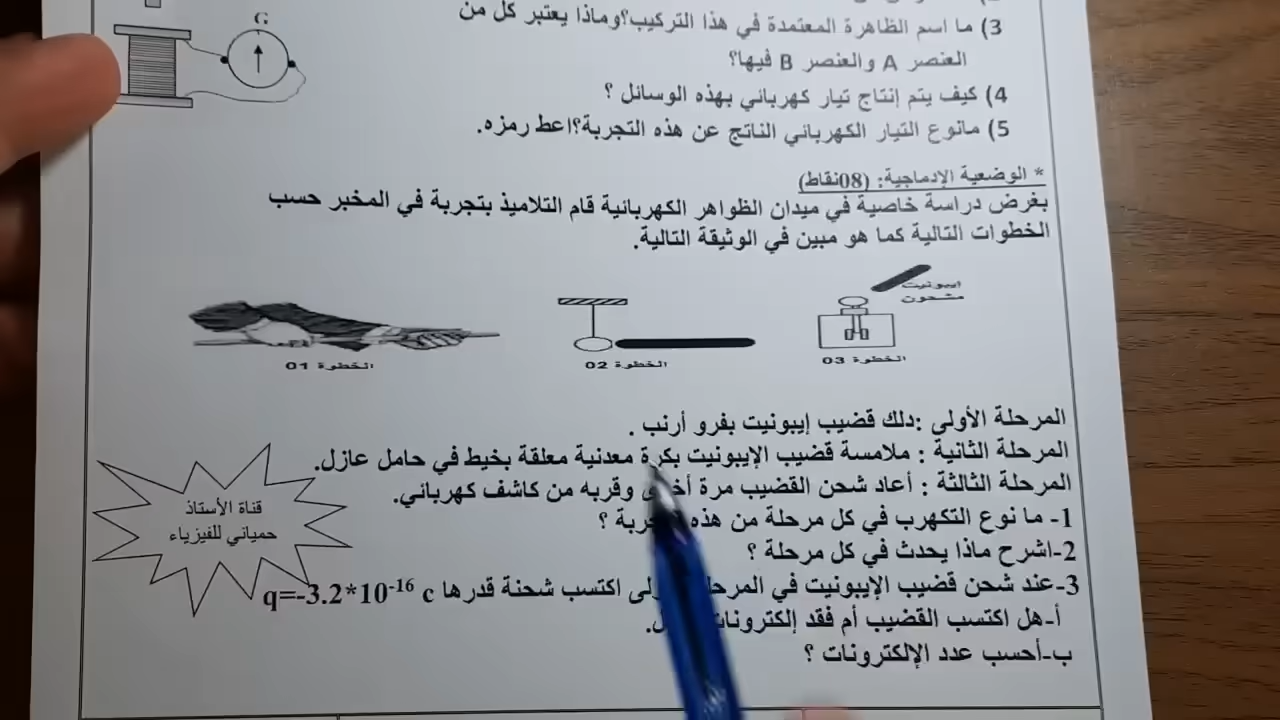 G
3) ما اسم الظاهرة المعتمدة في هذا التركيب؟وماذا يعتبر كل من
العنصر A والعنصر B فيها؟
4) كيف يتم إنتاج تيار كهربائي بهذه الوسائل ؟
5) مانوع التيار الكهربائي الناتج عن هذه التجربة؟اعط رمزه.
* الوضعية الإدماجية: (08نقاط)
بغرض دراسة خاصية في ميدان الظواهر الكهربائية قام التلاميذ بتجربة في المخبر حسب
الخطوات التالية كما هو مبين في الوثيقة التالية.
إيبونيت
مشحون
الخطوة 03
الخطوة 02
الخطوة 01
المرحلة الأولى :دلك قضيب إيبونيت بفرو أرنب .
المرحلة الثانية : ملامسة قضيب الإيبونيت بكرة معدنية معلقة بخيط في حامل عازل.
المرحلة الثالثة : أعاد شحن القضيب مرة وقربه من كاشف كهربائي.
1- ما نوع التكهرب في كل مرحلة من هذه ؟
2-اشرح ماذا يحدث في كل مرحلة ؟
3-عند شحن قضيب الإيبونيت في اكتسب شحنة قدرها q=-3.2*10-16 c
أ-هل اكتسب القضيب أم فقد
ب-أحسب عدد الإلكترونات ؟
قناة الأستاذ
حمياني للفيزياء